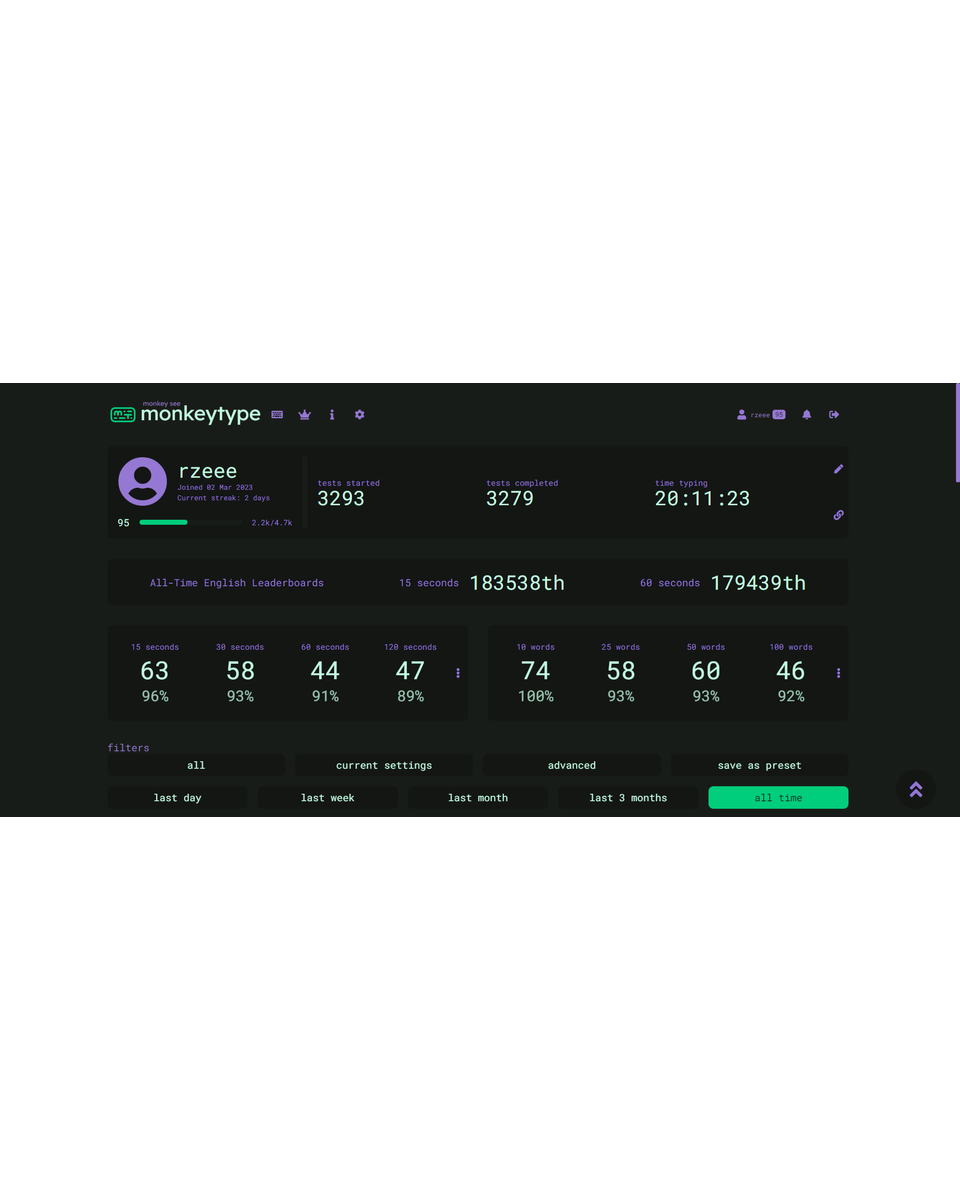 monkey see
monkeytype
rzeee 95
rzeee
Joined 02 Mar 2023
Current streak: 2 days
95 2.2k/4.7k
tests started
3293
tests completed
3279
time typing
20:11:23
All-Time English Leaderboards 15 seconds 183538th 60 seconds 179439th
15 seconds 30 seconds 60 seconds 120 seconds
63 58 44 47
96% 93% 91% 89%
10 words 25 words 50 words 100 words
74 58 60 46
100% 93% 93% 92%
filters
all current settings advanced save as preset
last day last week last month last 3 months all time